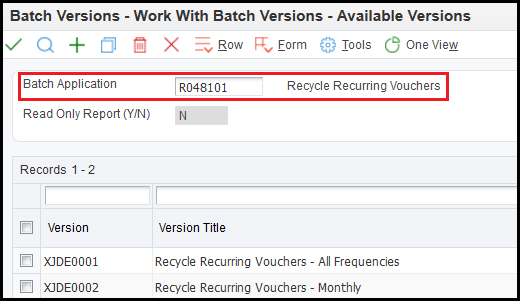 Batch Versions - Work With Batch Versions - Available Versions
Row Form Tools One View
Batch Application R048101 Recycle Recurring Vouchers
Read Only Report (Y/N) N
Records 1 - 2
Version Version Title
XJDE0001 Recycle Recurring Vouchers - All Frequencies
XJDE0002 Recycle Recurring Vouchers - Monthly